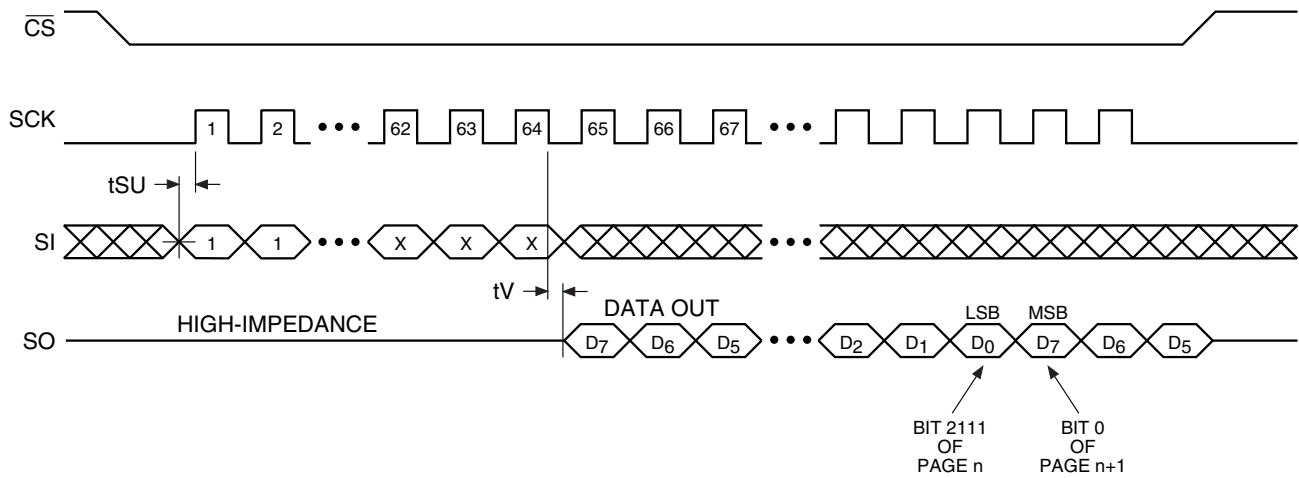 CS
SCK 1 2 ••• 62 63 64 65 66 67 •••
tSU
SI 1 1 ••• X X X •••
tV
HIGH-IMPEDANCE DATA OUT LSB MSB
SO D7 D6 D5 ••• D2 D1 D0 D7 D6 D5
BIT 2111 OF PAGE n
BIT 0 OF PAGE n+1